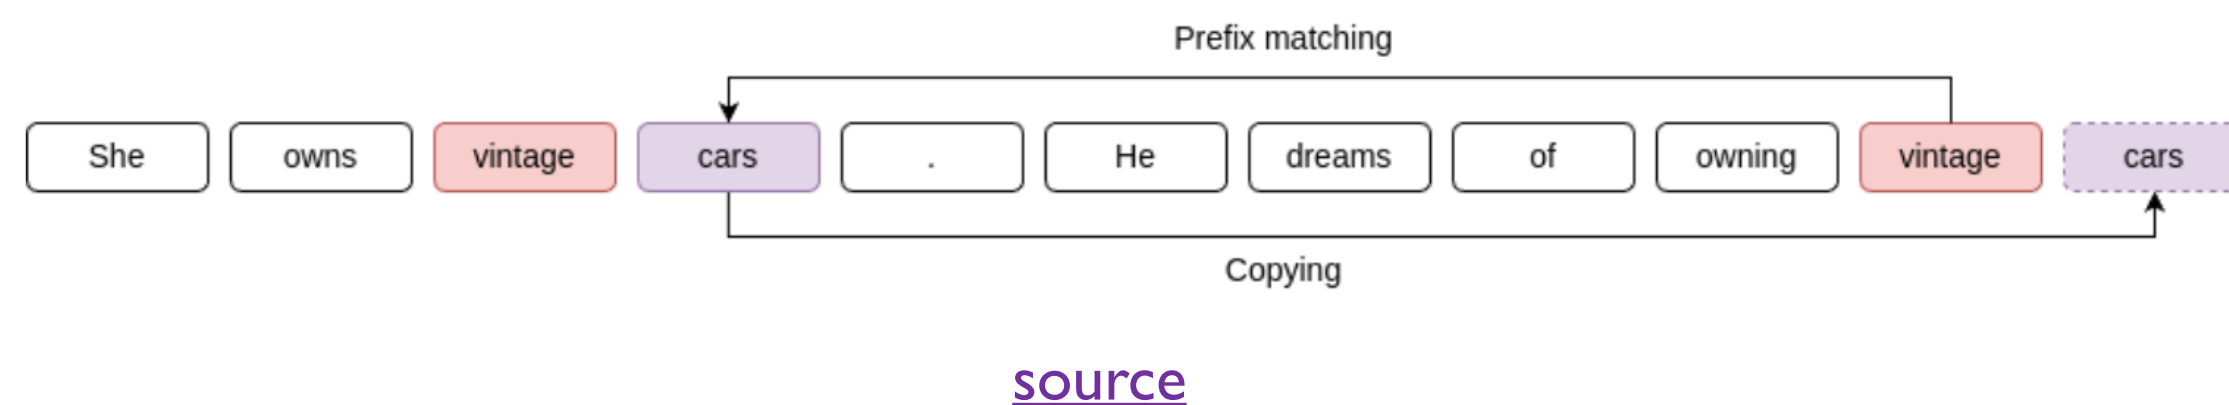 Prefix matching
She owns vintage cars . He dreams of owning vintage cars
Copying
source